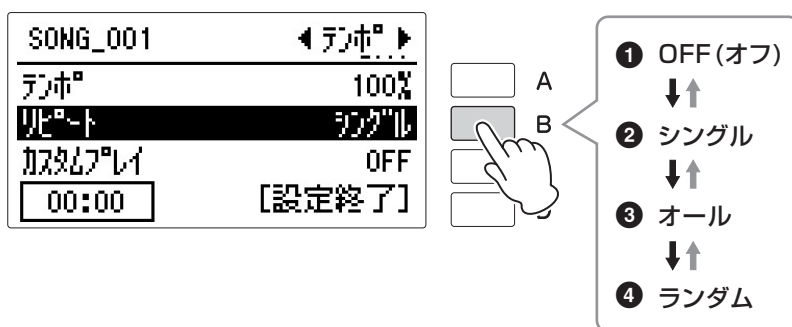 SONG_001 ◀ テンポ ▶
テンポ 100%
リピート シングル
カスタムプレイ OFF
00:00 [設定終了]
A
B
❶ OFF(オフ)
❷ シングル
❸ オール
❹ ランダム